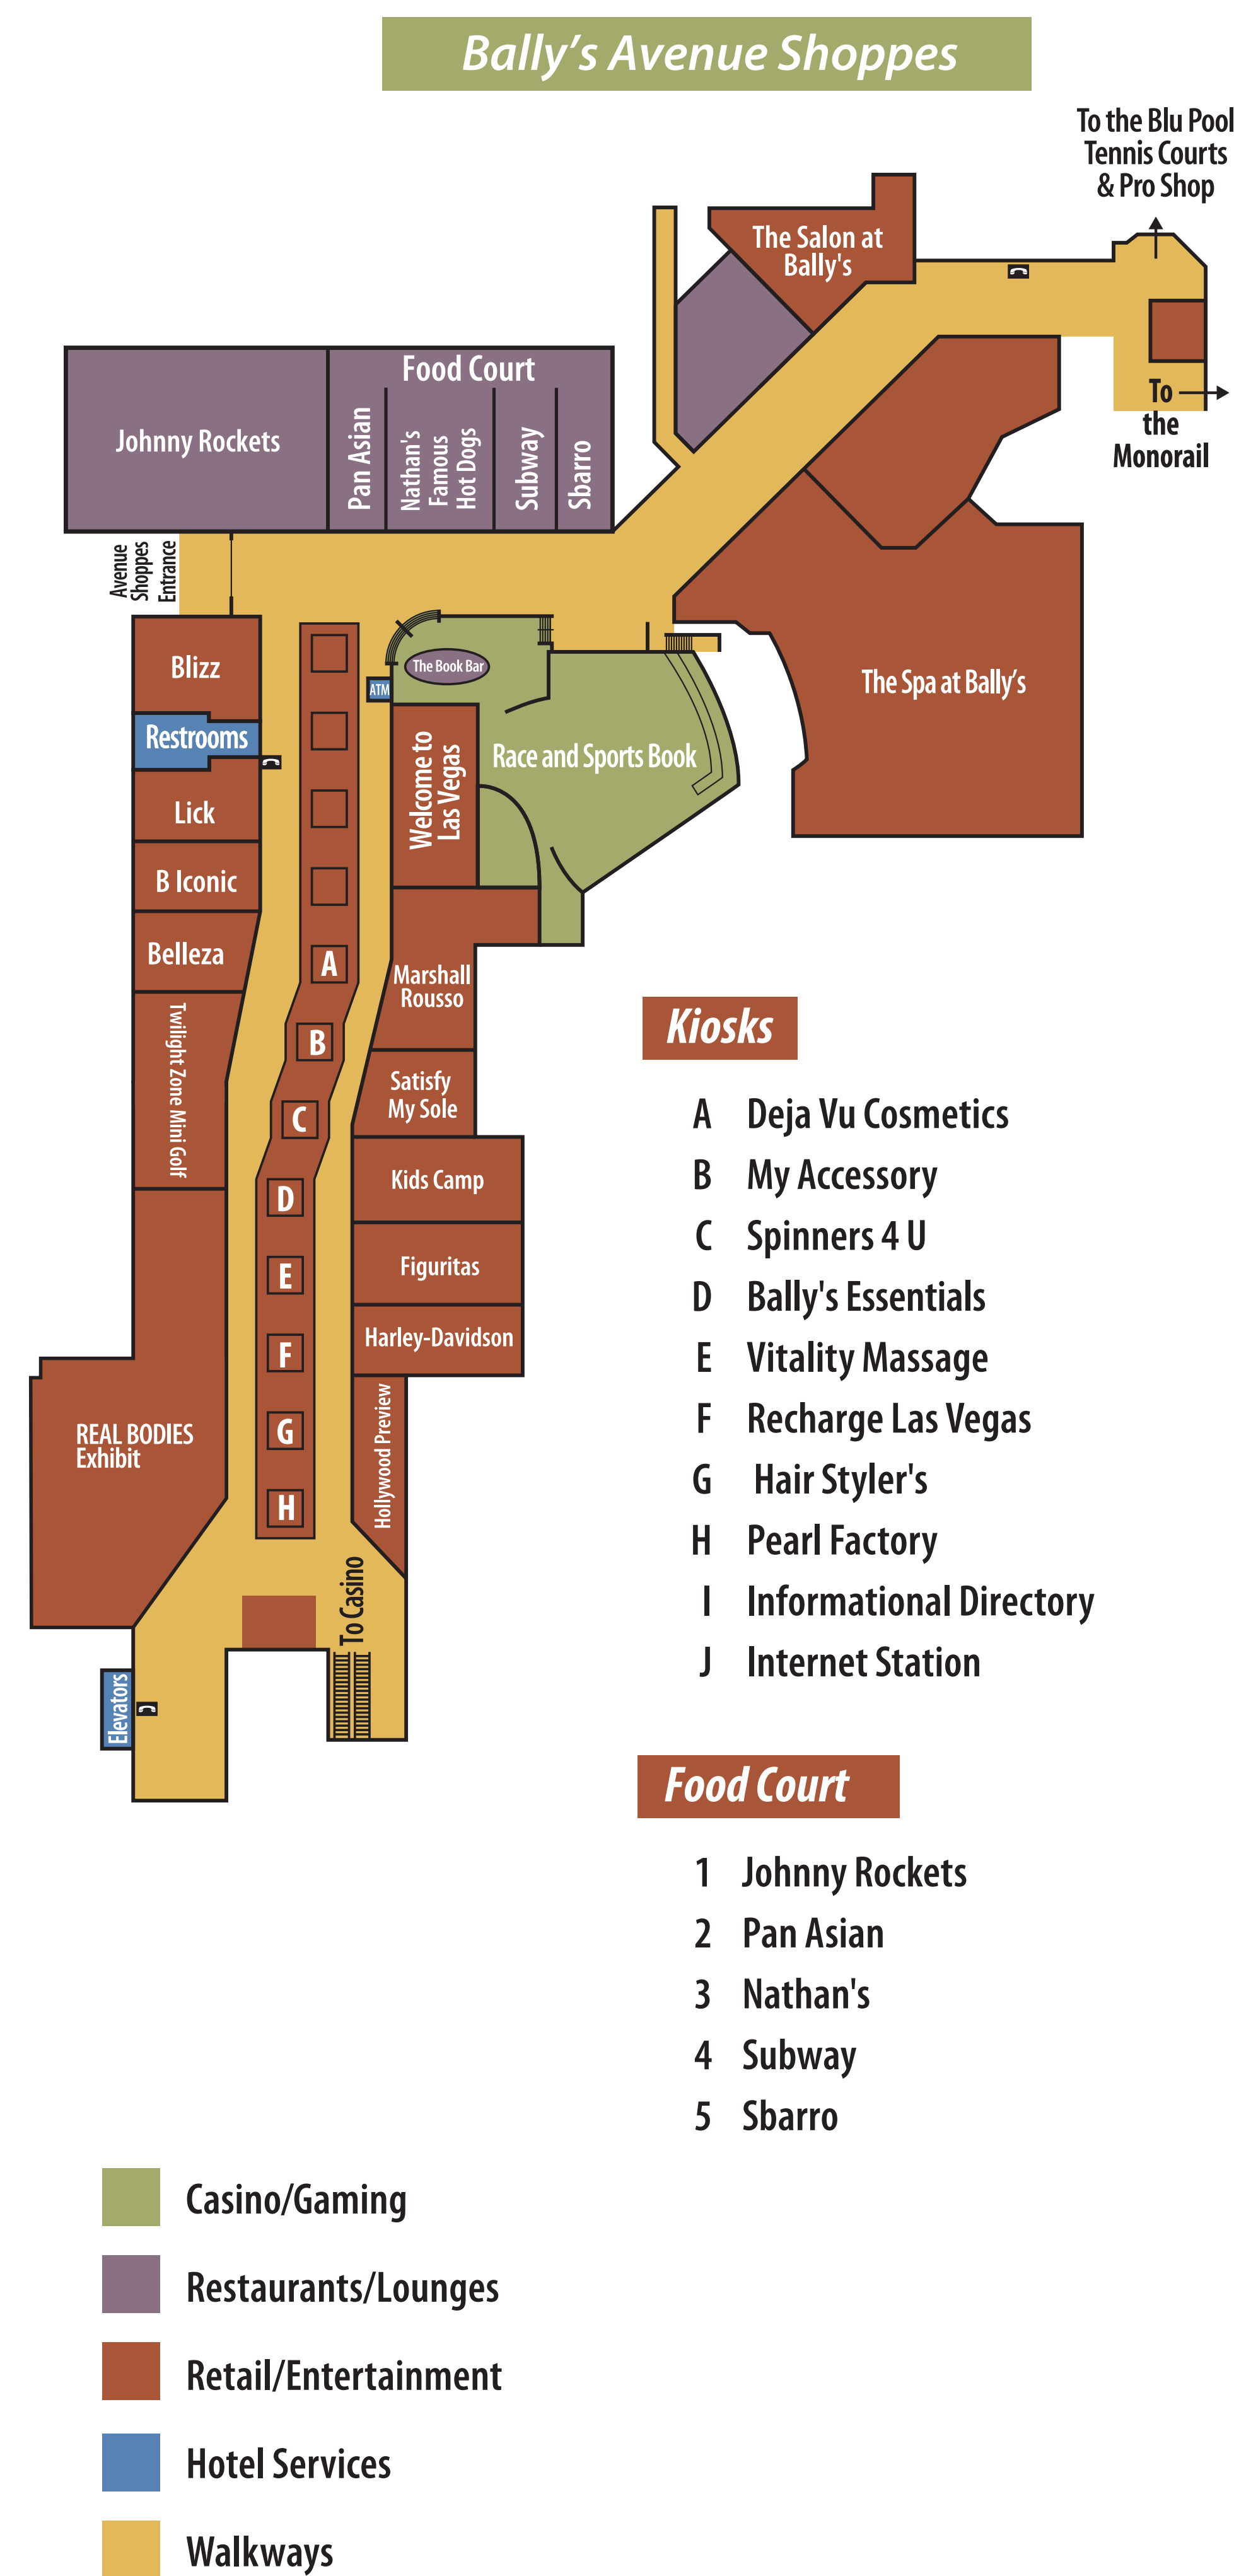 Bally's Avenue Shoppes
To the Blu Pool
Tennis Courts
& Pro Shop
The Salon at
Bally's
To
the
Monorail
Food Court
Johnny Rockets
Pan Asian
Nathan's
Famous
Hot Dogs
Subway
Sbarro
Avenue
Shoppes
Entrance
Blizz
The Book Bar
ATM
The Spa at Bally's
Restrooms
Welcome to
Las Vegas
Race and Sports Book
Lick
B Iconic
Belleza
A
Marshall
Rousso
Twilight Zone Mini Golf
B
Satisfy
My Sole
C
Kids Camp
D
Figuritas
E
Harley-Davidson
F
REAL BODIES
Exhibit
G
Hollywood Preview
H
To Casino
Elevators
Kiosks
A Deja Vu Cosmetics
B My Accessory
C Spinners 4 U
D Bally's Essentials
E Vitality Massage
F Recharge Las Vegas
G Hair Styler's
H Pearl Factory
I Informational Directory
J Internet Station
Food Court
1 Johnny Rockets
2 Pan Asian
3 Nathan's
4 Subway
5 Sbarro
Casino/Gaming
Restaurants/Lounges
Retail/Entertainment
Hotel Services
Walkways